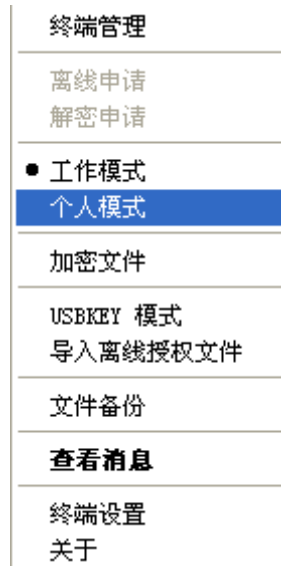 终端管理
离线申请
解密申请
工作模式
个人模式
加密文件
USBKEY 模式
导入离线授权文件
文件备份
查看消息
终端设置
关于